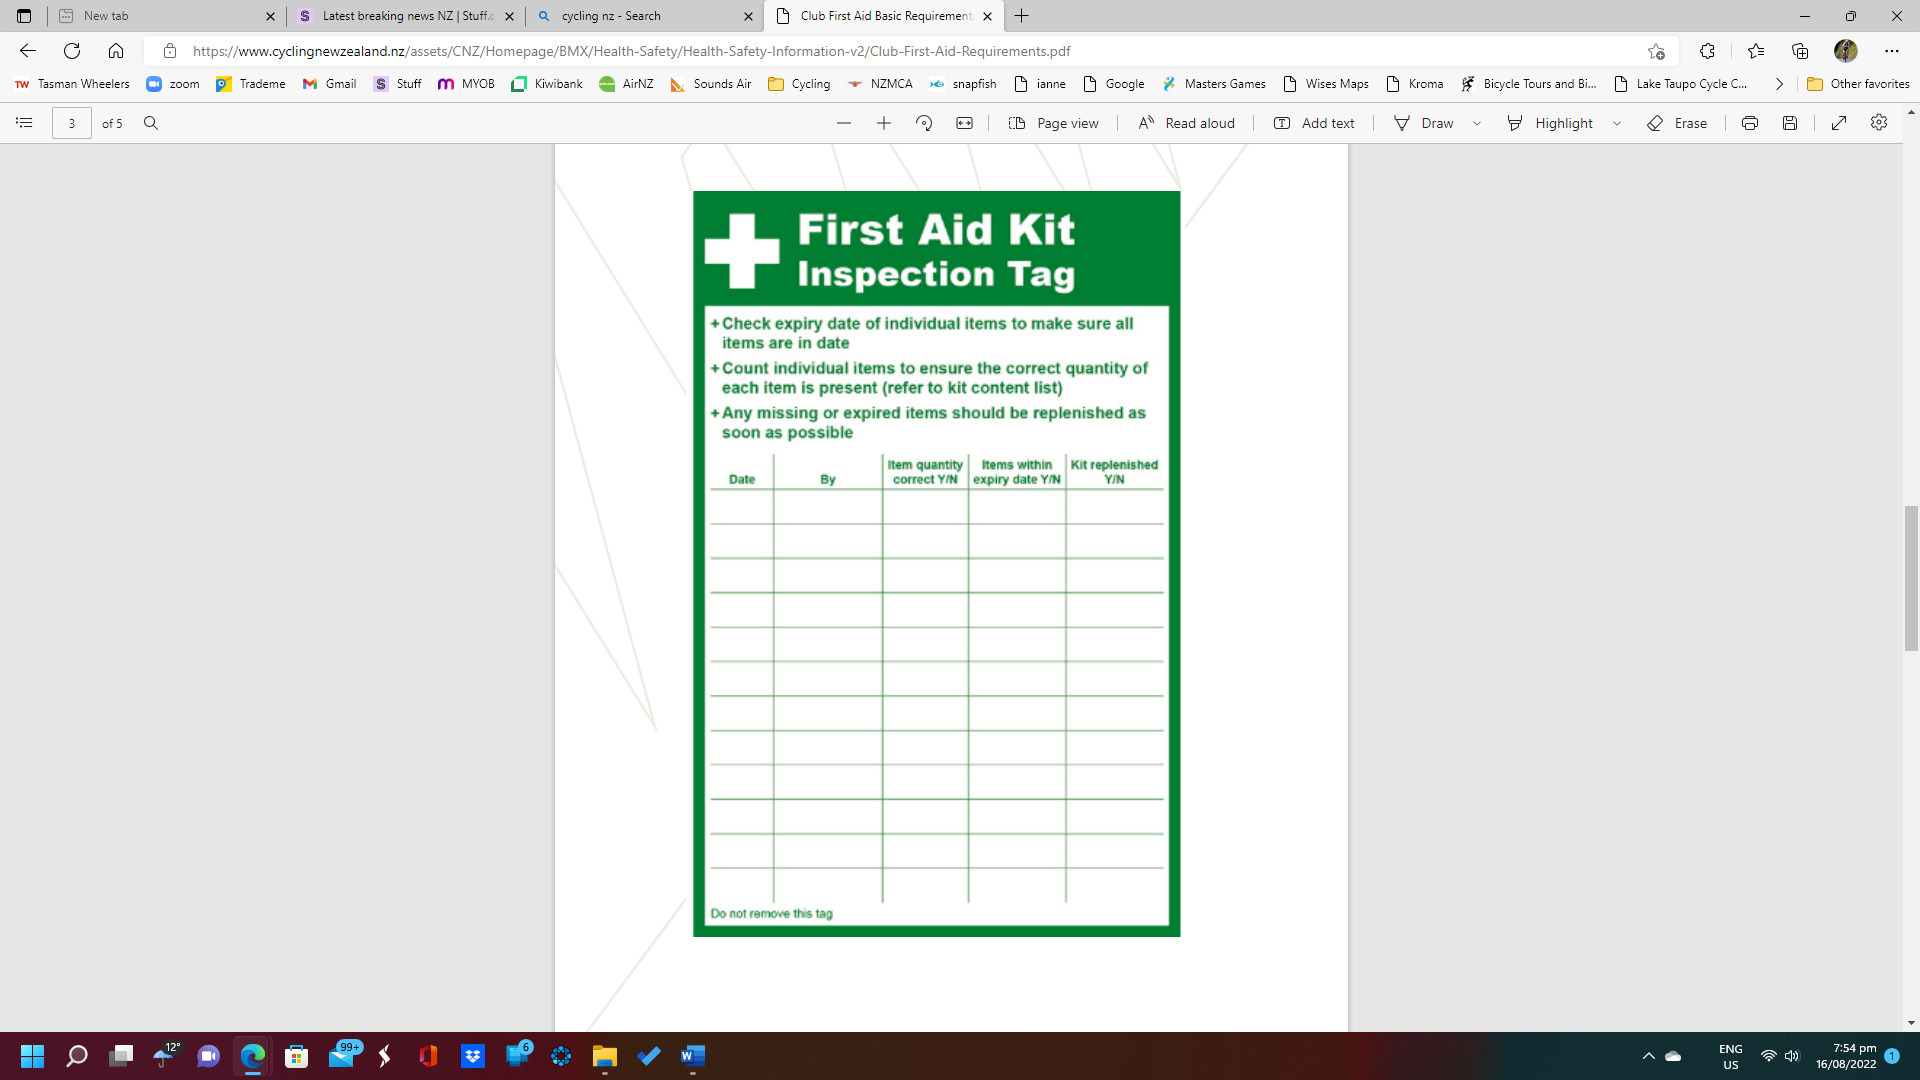 New tab
Latest breaking news NZ | Stuff.c
cycling nz - Search
Club First Aid Basic Requirement
https://www.cyclingnewzealand.nz/assets/CNZ/Homepage/BMX/Health-Safety/Health-Safety-Information-v2/Club-First-Aid-Requirements.pdf
TW Tasman Wheelers zoom Trademe Gmail S Stuff MYOB Kiwibank AirNZ Sounds Air Cycling NZMCA snapfish ianne Google Masters Games Wises Maps Kroma Bicycle Tours and Bi... Lake Taupo Cycle C... Other favorites
3 of 5 Page view Read aloud Add text Draw Highlight Erase
First Aid Kit
Inspection Tag
+ Check expiry date of individual items to make sure all
items are in date
+ Count individual items to ensure the correct quantity of
each item is present (refer to kit content list)
+ Any missing or expired items should be replenished as
soon as possible
Date
By
Item quantity
correct Y/N
Items within
expiry date Y/N
Kit replenished
Y/N
Do not remove this tag
12°
99+
6
ENG
US
7:54 pm
16/08/2022
1